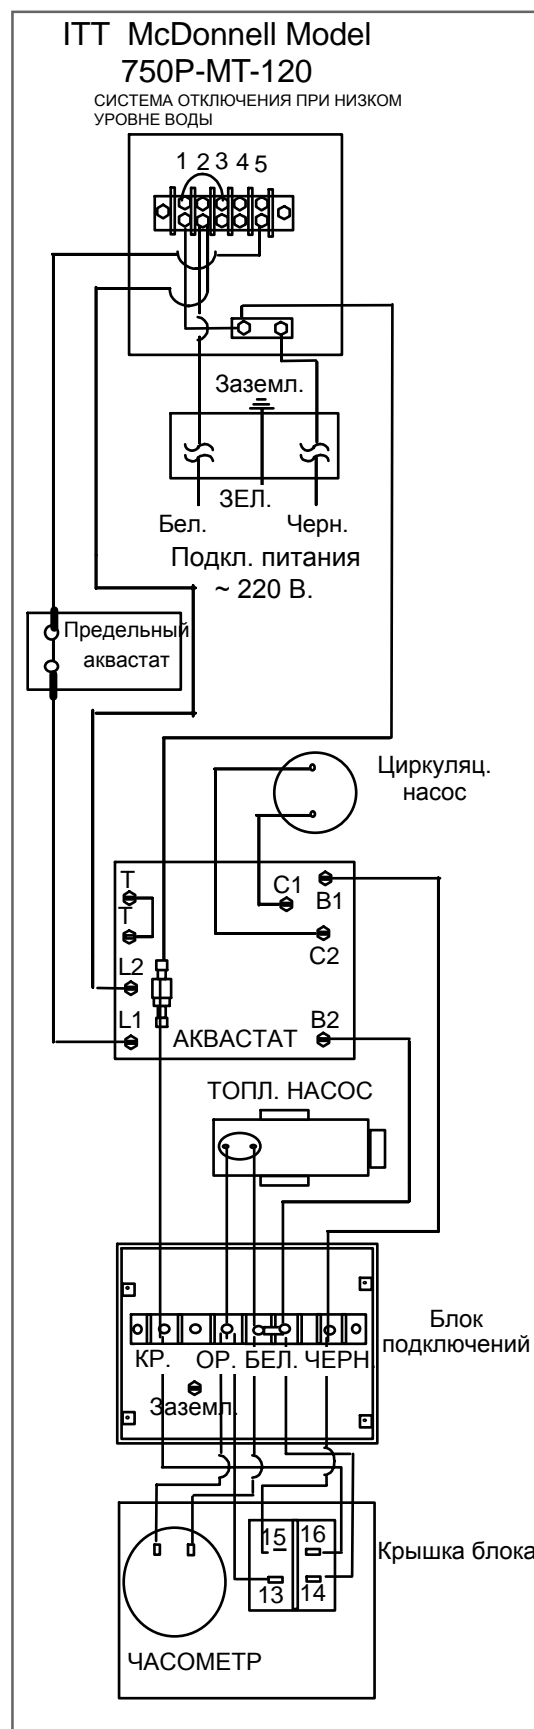 ITT McDonnell Model
750P-MT-120
СИСТЕМА ОТКЛЮЧЕНИЯ ПРИ НИЗКОМ
УРОВНЕ ВОДЫ
1 2 3 4 5
Заземл.
ЗЕЛ.
Бел. Черн.
Подкл. питания
~ 220 В.
Предельный
аквастат
Циркуляц.
насос
T
C1
B1
T
C2
L2
L1
B2
АКВАСТАТ
ТОПЛ. НАСОС
Блок
подключений
КР. ОР. БЕЛ. ЧЕРН.
Заземл.
15 16
Крышка блока
13 14
ЧАСОМЕТР